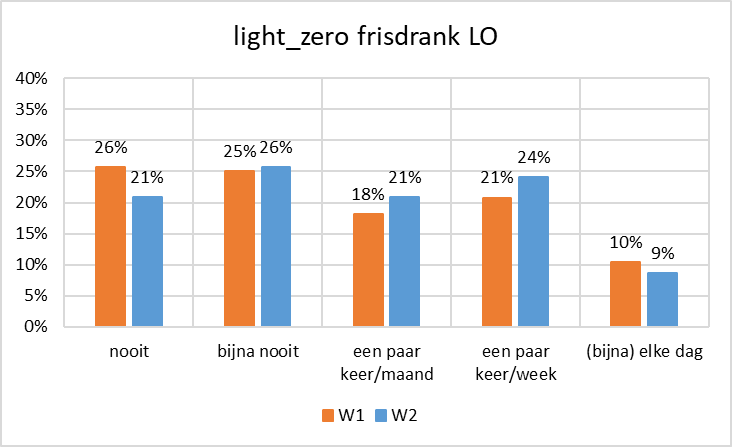 light_zero frisdrank LO
40%
35%
30%
25%
20%
15%
10%
5%
0%
26%
21%
25%
26%
18%
21%
21%
24%
10%
9%
nooit
bijna nooit
een paar
keer/maand
een paar
keer/week
(bijna) elke dag
W1
W2